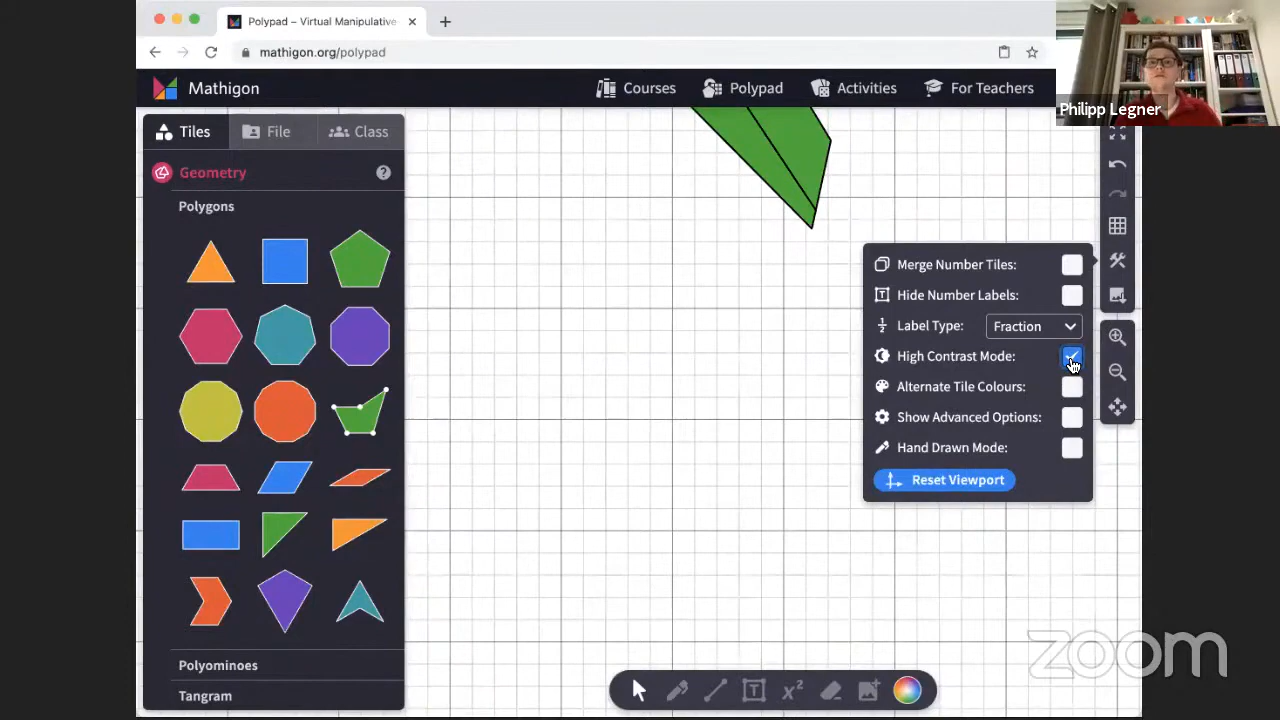 Polypad – Virtual Manipulative
mathigon.org/polypad
Philipp Legner
Mathigon
Courses
Polypad
Activities
For Teachers
Tiles
File
Class
Geometry
?
Polygons
Polyominoes
Tangram
Merge Number Tiles:
Hide Number Labels:
Label Type: Fraction
High Contrast Mode:
Alternate Tile Colours:
Show Advanced Options:
Hand Drawn Mode:
Reset Viewport
T
x²
zoom